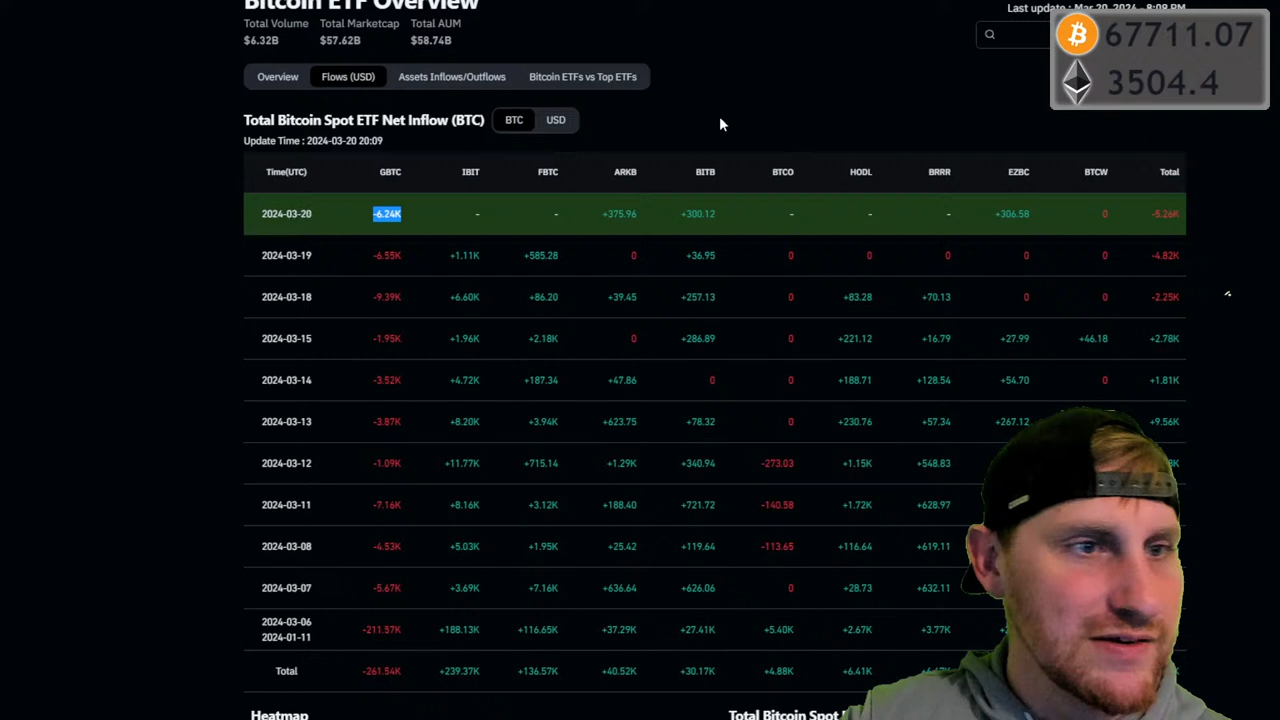 Bitcoin ETF Overview
Last update : Mar 20, 2024 - 8:09 PM
Total Volume Total Marketcap Total AUM
$6.32B $57.62B $58.74B
67711.07
3504.4
Overview Flows (USD) Assets Inflows/Outflows Bitcoin ETFs vs Top ETFs
Total Bitcoin Spot ETF Net Inflow (BTC) BTC USD
Update Time : 2024-03-20 20:09
Time(UTC) GBTC IBIT FBTC ARKB BITB BTCO HODL BRRR EZBC BTCW Total
2024-03-20 -6.24K - - +375.96 +300.12 - - - +306.58 0 -5.26K
2024-03-19 -6.55K +1.11K +585.28 0 +36.95 0 0 0 0 0 -4.82K
2024-03-18 -9.39K +6.60K +86.20 +39.45 +257.13 0 +83.28 +70.13 0 0 -2.25K
2024-03-15 -1.95K +1.96K +2.18K 0 +286.89 0 +221.12 +16.79 +27.99 +46.18 +2.78K
2024-03-14 -3.52K +4.72K +187.34 +47.86 0 0 +188.71 +128.54 +54.70 0 +1.81K
2024-03-13 -3.87K +8.20K +3.94K +623.75 +78.32 0 +230.76 +57.34 +267.12 +9.56K
2024-03-12 -1.09K +11.77K +715.14 +1.29K +340.94 -273.03 +1.15K +548.83
2024-03-11 -7.16K +8.16K +3.12K +188.40 +721.72 -140.58 +1.72K +628.97
2024-03-08 -4.53K +5.03K +1.95K +25.42 +119.64 -113.65 +116.64 +619.11
2024-03-07 -5.67K +3.69K +7.16K +636.64 +626.06 0 +28.73 +632.11
2024-03-06
2024-01-11 -211.57K +188.13K +116.65K +37.29K +27.41K +5.40K +2.67K +3.77K
Total -261.54K +239.37K +136.57K +40.52K +30.17K +4.88K +6.41K
Heatmap Total Bitcoin Spot